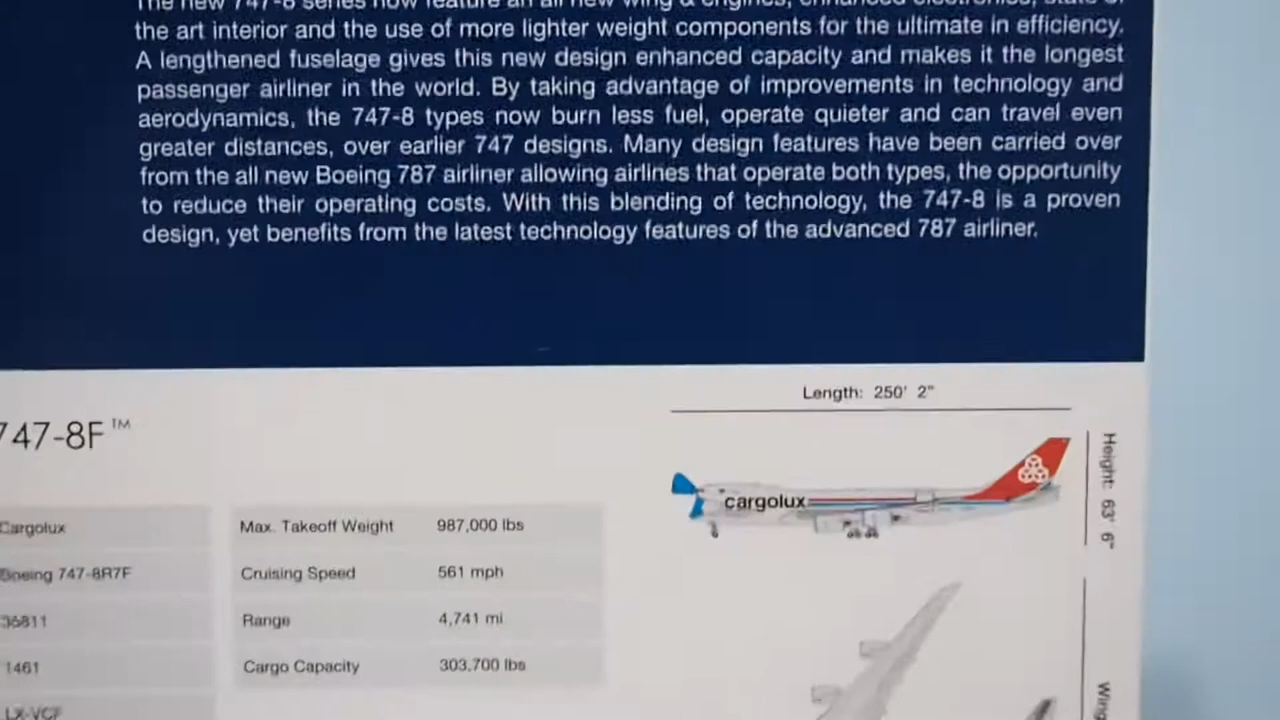 The new 747-8 series now feature an all new wing & engines, enhanced electronics, state of
the art interior and the use of more lighter weight components for the ultimate in efficiency.
A lengthened fuselage gives this new design enhanced capacity and makes it the longest
passenger airliner in the world. By taking advantage of improvements in technology and
aerodynamics, the 747-8 types now burn less fuel, operate quieter and can travel even
greater distances, over earlier 747 designs. Many design features have been carried over
from the all new Boeing 787 airliner allowing airlines that operate both types, the opportunity
to reduce their operating costs. With this blending of technology, the 747-8 is a proven
design, yet benefits from the latest technology features of the advanced 787 airliner.
747-8F™
Cargolux
Boeing 747-8R7F
35811
1461
LX-VCF
Max. Takeoff Weight 987,000 lbs
Cruising Speed 561 mph
Range 4,741 mi
Cargo Capacity 303,700 lbs
Length: 250' 2"
cargolux
Height: 63' 6"